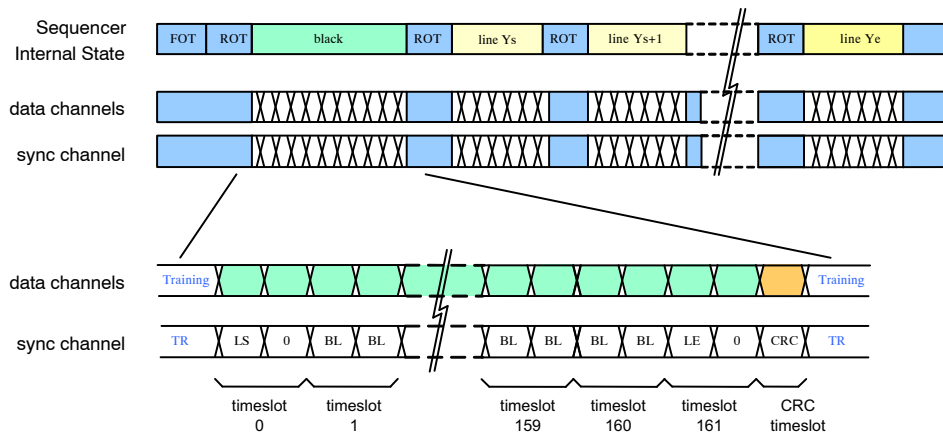 Sequencer
Internal State
FOT ROT black ROT line Ys ROT line Ys+1 ROT line Ye
data channels
sync channel
data channels Training Training
sync channel TR LS 0 BL BL BL BL BL BL LE 0 CRC TR
timeslot timeslot timeslot timeslot timeslot CRC
0 1 159 160 161 timeslot